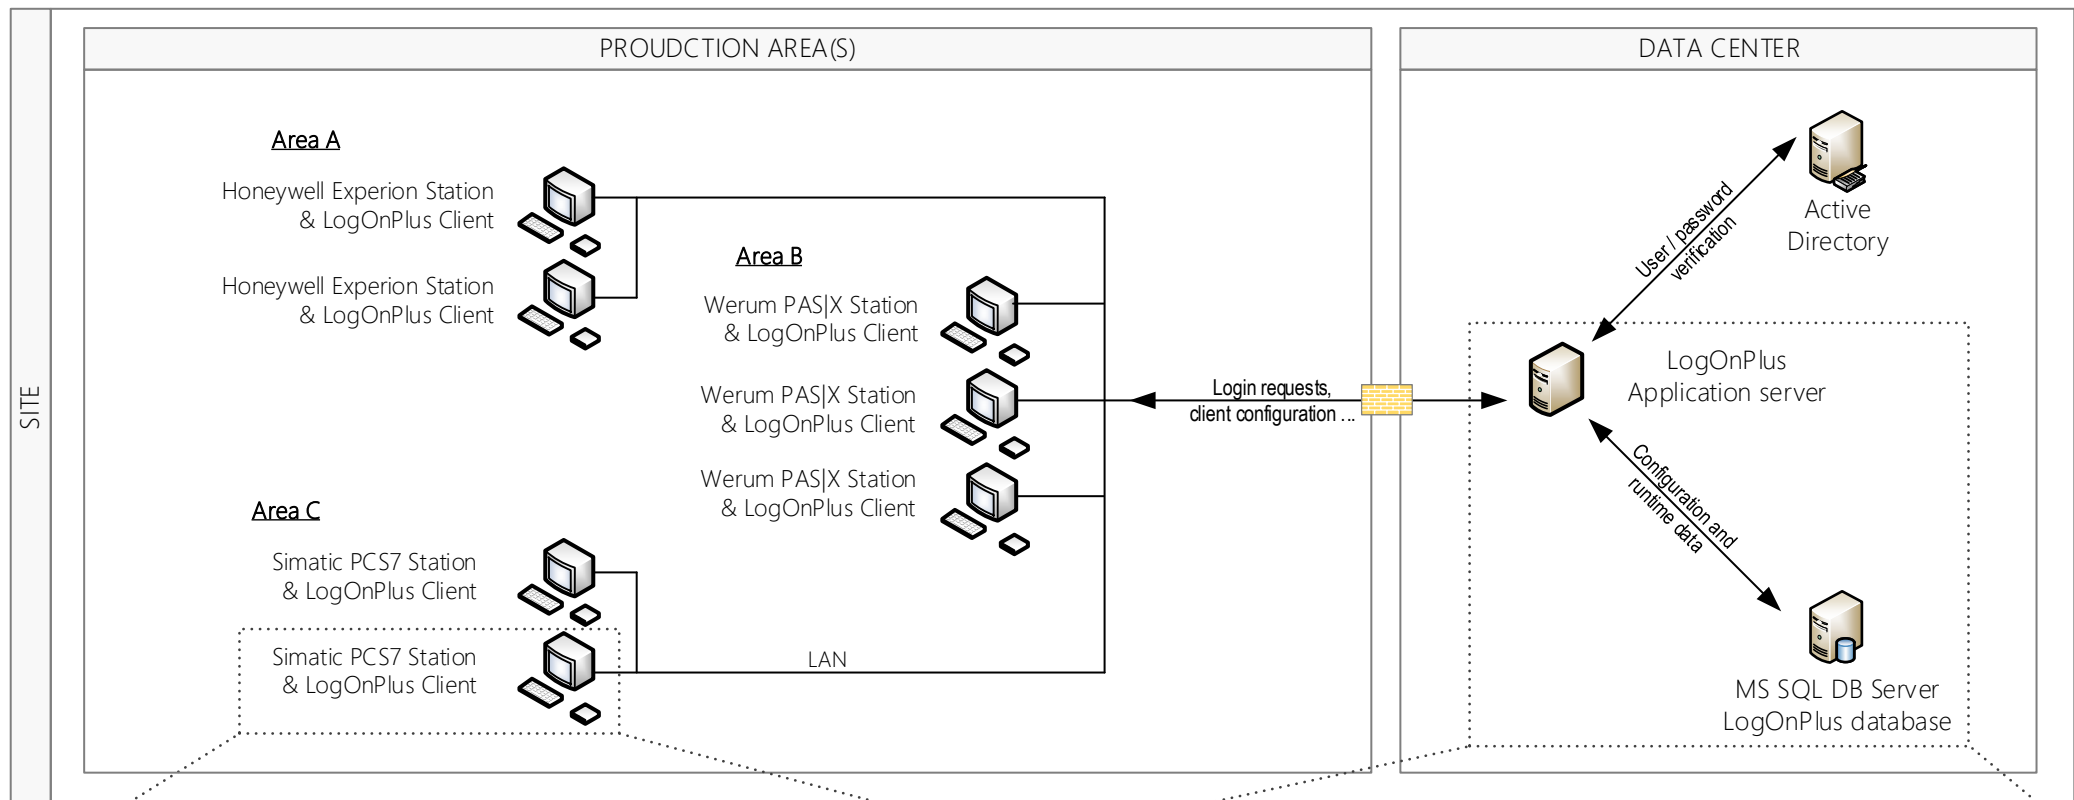 SITE
PROUDCTION AREA(S)
Area A
Honeywell Experion Station
& LogOnPlus Client
Honeywell Experion Station
& LogOnPlus Client
Area B
Werum PAS|X Station
& LogOnPlus Client
Werum PAS|X Station
& LogOnPlus Client
Werum PAS|X Station
& LogOnPlus Client
Area C
Simatic PCS7 Station
& LogOnPlus Client
Simatic PCS7 Station
& LogOnPlus Client
LAN
Login requests,
client configuration ...
DATA CENTER
Active
Directory
User / password
verification
LogOnPlus
Application server
Configuration and
runtime data
MS SQL DB Server
LogOnPlus database